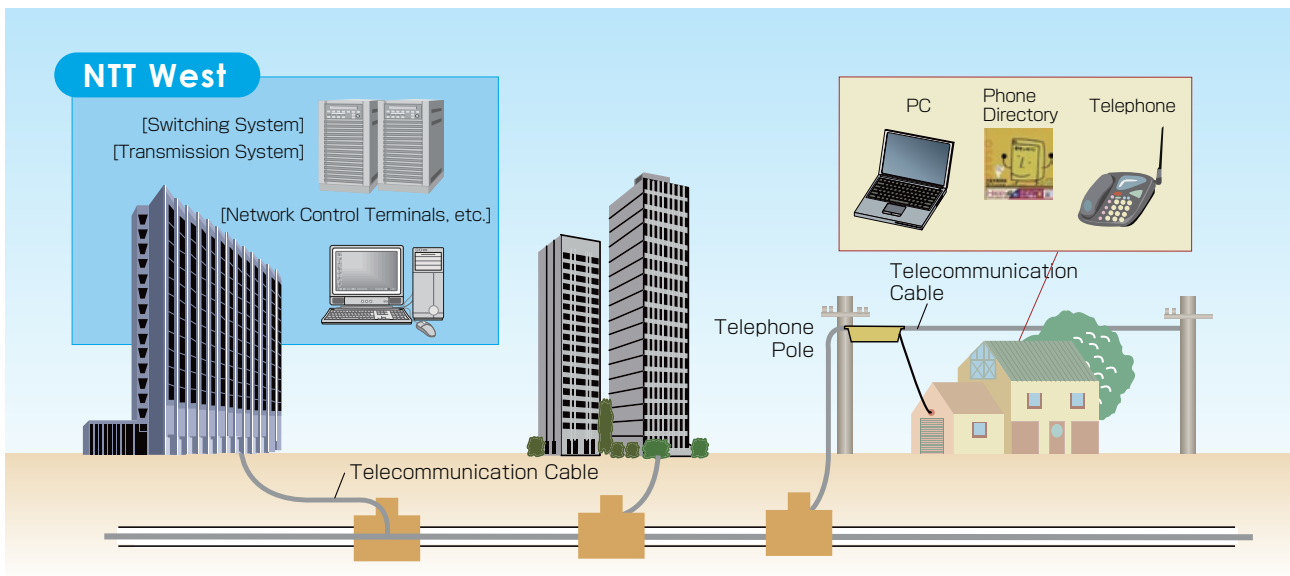 NTT West
[Switching System]
[Transmission System]
[Network Control Terminals, etc.]
PC
Phone
Directory
Telephone
Telecommunication
Cable
Telephone
Pole
Telecommunication Cable